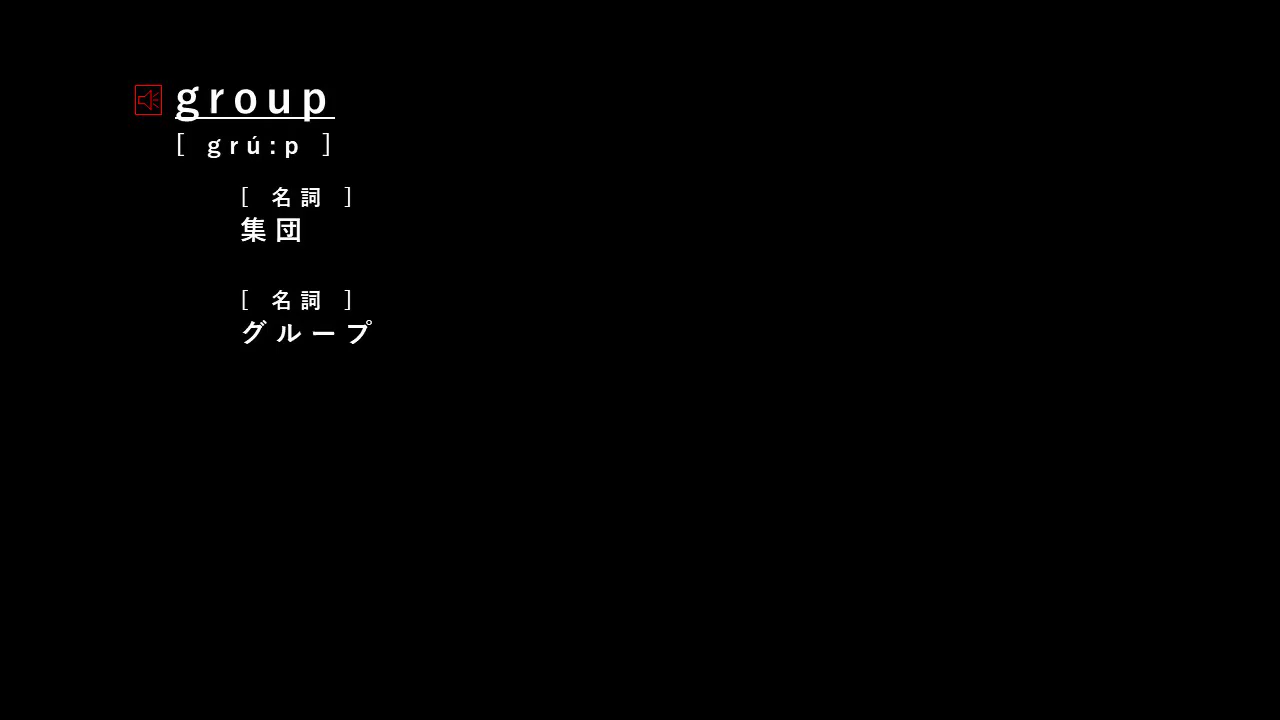 group
[ grú:p ]
[ 名詞 ]
集団
[ 名詞 ]
グループ